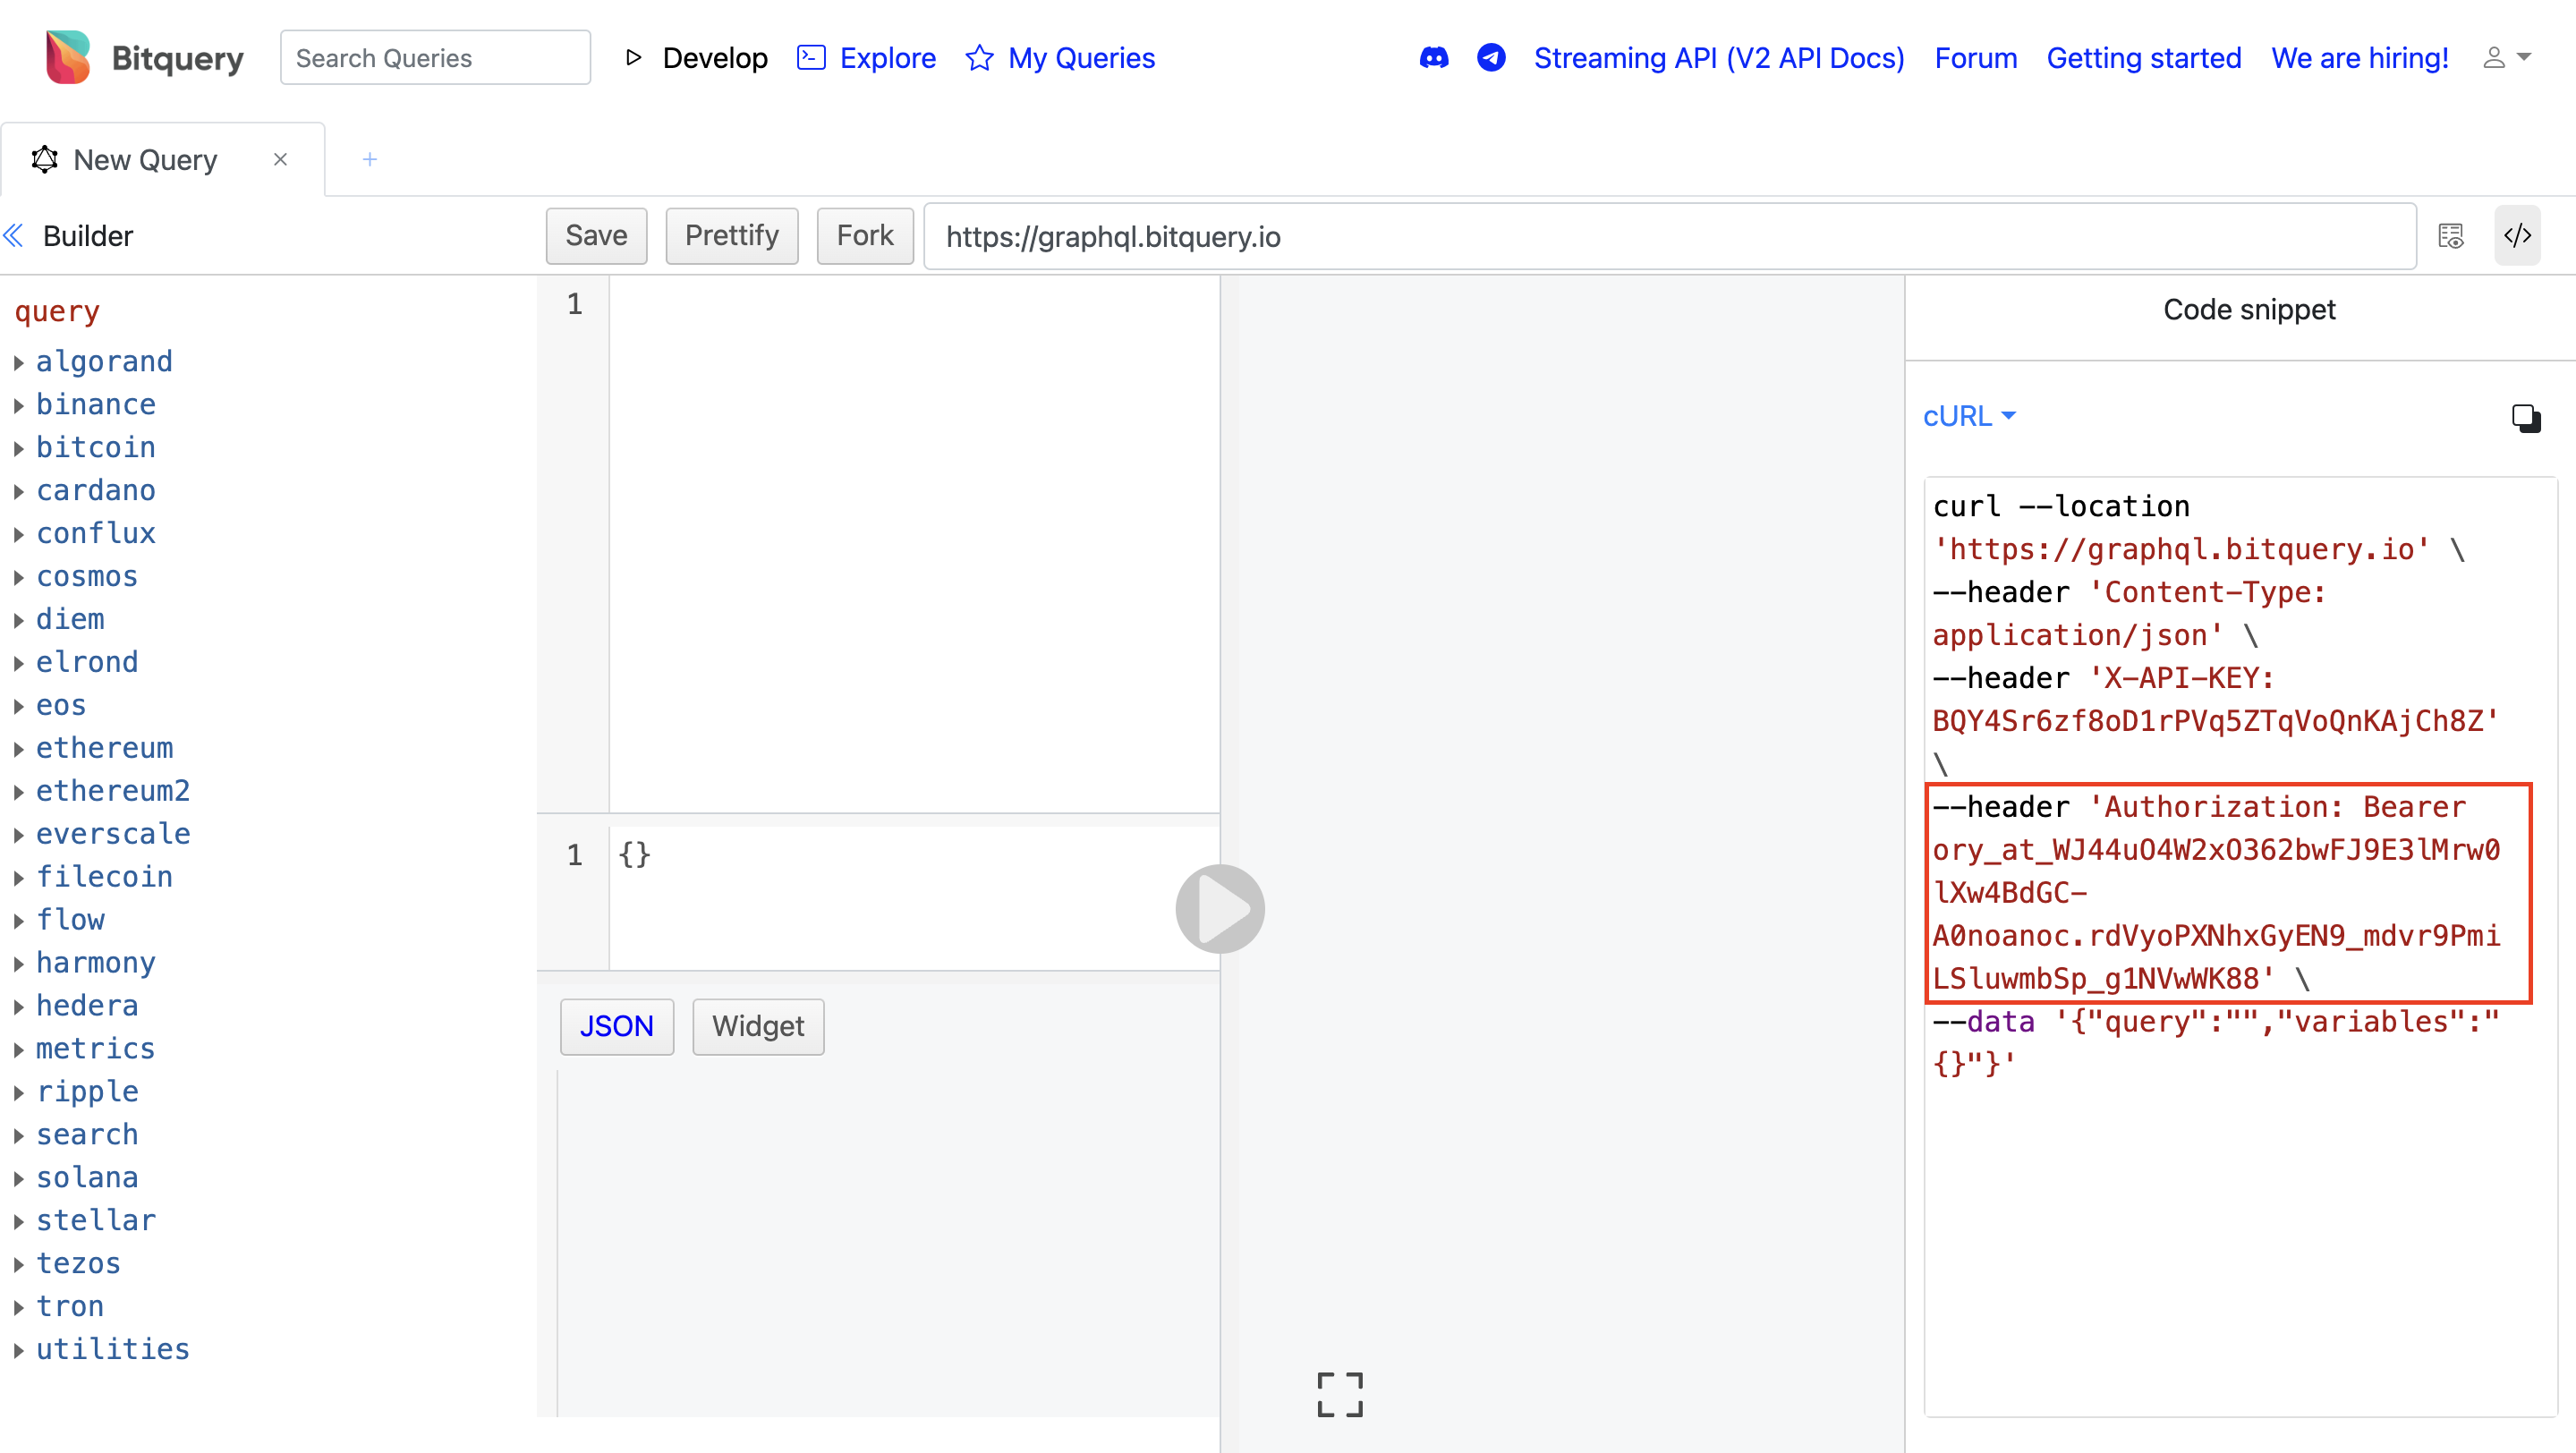 Bitquery
Search Queries
Develop
Explore
My Queries
Streaming API (V2 API Docs)
Forum
Getting started
We are hiring!
New Query
Builder
Save
Prettify
Fork
https://graphql.bitquery.io
query
algorand
binance
bitcoin
cardano
conflux
cosmos
diem
elrond
eos
ethereum
ethereum2
everscale
filecoin
flow
harmony
hedera
metrics
ripple
search
solana
stellar
tezos
tron
utilities
1
1 {}
JSON
Widget
Code snippet
cURL
curl --location
'https://graphql.bitquery.io' \
--header 'Content-Type:
application/json' \
--header 'X-API-KEY:
BQY4Sr6zf8oD1rPVq5ZTqVoQnKAjCh8Z'
\
--header 'Authorization: Bearer
ory_at_WJ44uO4W2xO362bwFJ9E3lMrw0
lXw4BdGC-
A0noanoc.rdVyoPXNhxGyEN9_mdvr9Pmi
LSluwmbSp_g1NVwWK88' \
--data '{"query":"","variables":"
{}"}'